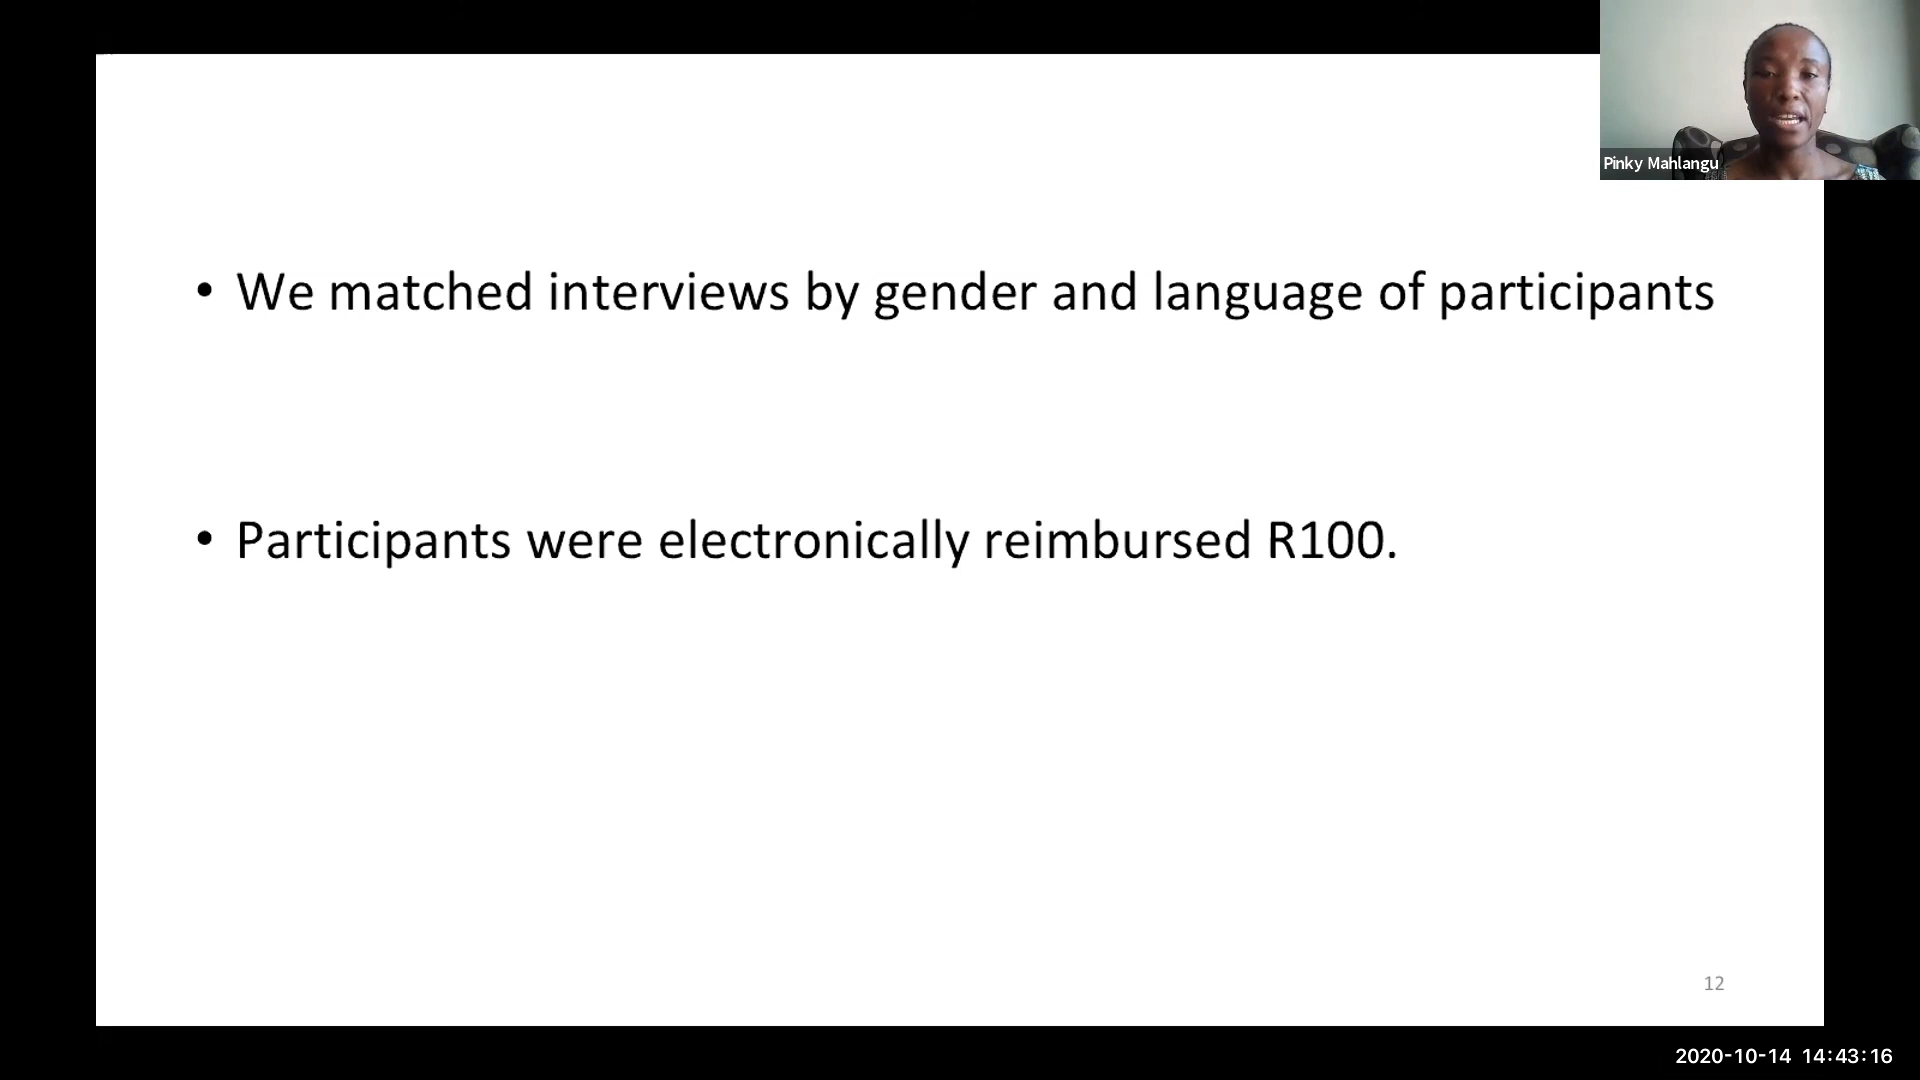 Pinky Mahlangu
• We matched interviews by gender and language of participants
• Participants were electronically reimbursed R100.
12
2020-10-14 14:43:16